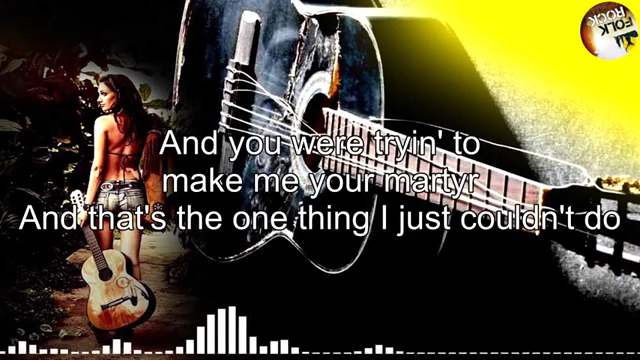 FOLK
ROCK
And you were tryin' to
make me your martyr
And that's the one thing I just couldn't do